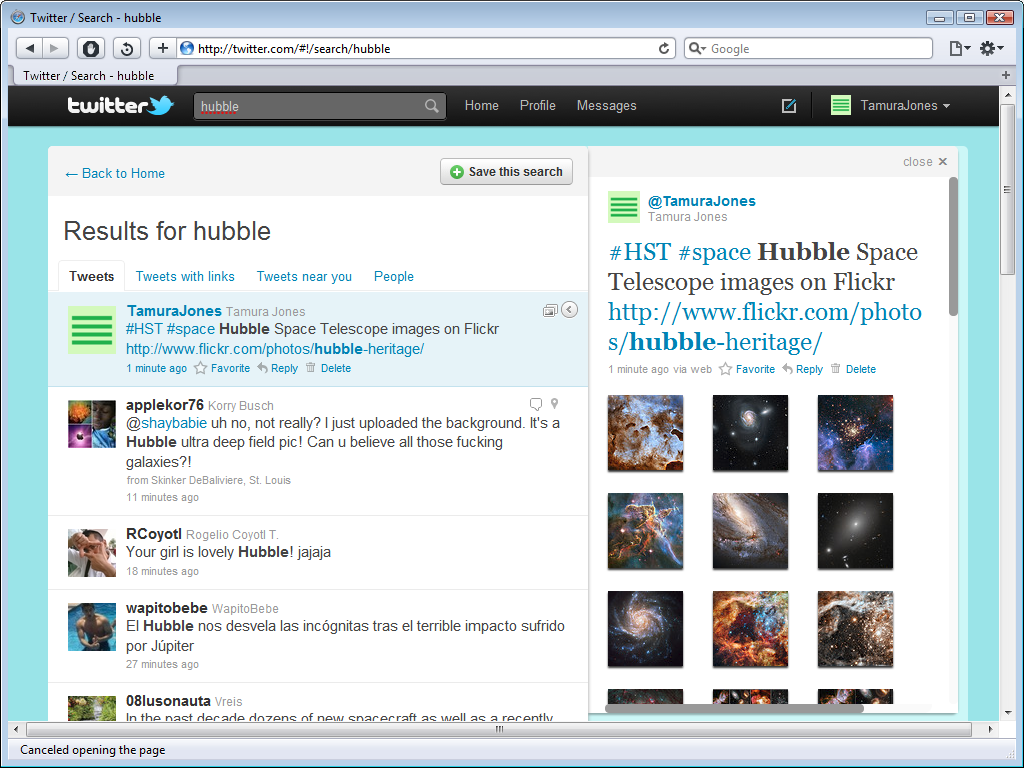 Twitter / Search - hubble
http://twitter.com/#!/search/hubble
Google
Twitter / Search - hubble
twitter
hubble
Home Profile Messages
TamuraJones
← Back to Home
Save this search
Results for hubble
Tweets Tweets with links Tweets near you People
TamuraJones Tamura Jones
#HST #space Hubble Space Telescope images on Flickr
http://www.flickr.com/photos/hubble-heritage/
1 minute ago Favorite Reply Delete
applekor76 Korry Busch
@shaybabie uh no, not really? I just uploaded the background. It's a
Hubble ultra deep field pic! Can u believe all those fucking
galaxies?!
from Skinker DeBaliviere, St. Louis
11 minutes ago
RCoyotl Rogelio Coyotl T.
Your girl is lovely Hubble! jajaja
18 minutes ago
wapitobebe WapitoBebe
El Hubble nos desvela las incógnitas tras el terrible impacto sufrido
por Júpiter
27 minutes ago
08lusonauta Vreis
In the past decade dozens of new spacecraft as well as a recently
close ×
@TamuraJones
Tamura Jones
#HST #space Hubble Space
Telescope images on Flickr
http://www.flickr.com/photo
s/hubble-heritage/
1 minute ago via web Favorite Reply Delete
Canceled opening the page